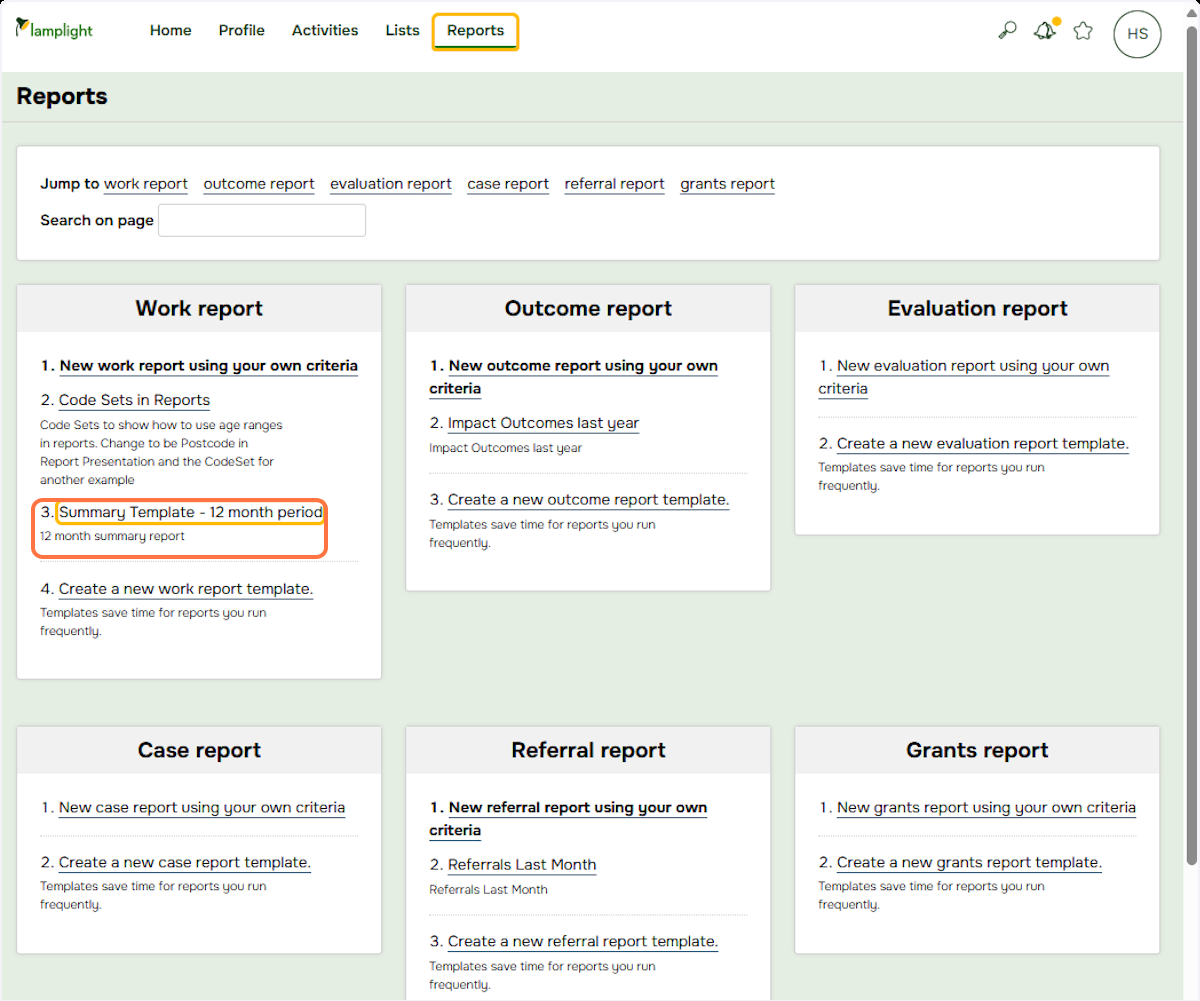 lamplight
Home Profile Activities Lists Reports
HS
Reports
Jump to work report outcome report evaluation report case report referral report grants report
Search on page
Work report
1. New work report using your own criteria
2. Code Sets in Reports
Code Sets to show how to use age ranges
in reports. Change to be Postcode in
Report Presentation and the CodeSet for
another example
3. Summary Template - 12 month period
12 month summary report
4. Create a new work report template.
Templates save time for reports you run
frequently.
Outcome report
1. New outcome report using your own
criteria
2. Impact Outcomes last year
Impact Outcomes last year
3. Create a new outcome report template.
Templates save time for reports you run
frequently.
Evaluation report
1. New evaluation report using your own
criteria
2. Create a new evaluation report template.
Templates save time for reports you run
frequently.
Case report
1. New case report using your own criteria
2. Create a new case report template.
Templates save time for reports you run
frequently.
Referral report
1. New referral report using your own
criteria
2. Referrals Last Month
Referrals Last Month
3. Create a new referral report template.
Templates save time for reports you run
frequently.
Grants report
1. New grants report using your own criteria
2. Create a new grants report template.
Templates save time for reports you run
frequently.